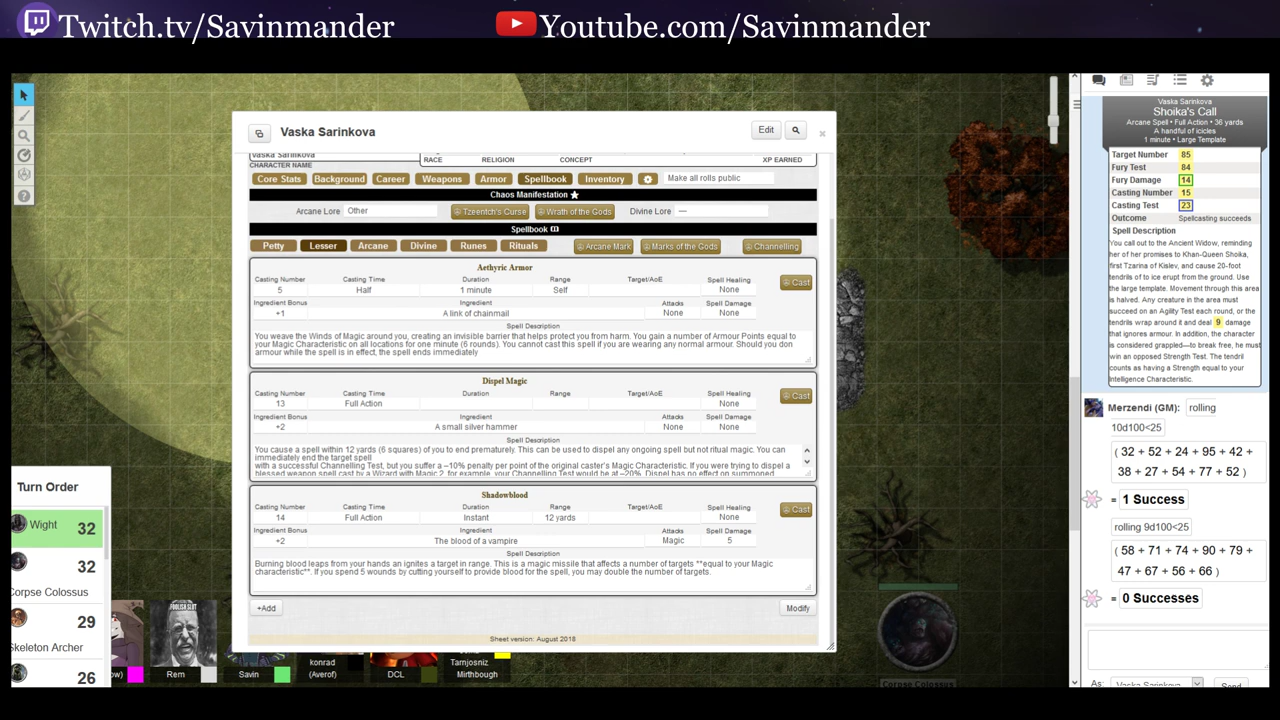 Twitch.tv/Savinmander
Youtube.com/Savinmander
Vaska Sarinkova
Edit
Vaska Sarinkova
CHARACTER NAME
RACE RELIGION CONCEPT XP EARNED
Core Stats Background Career Weapons Armor Spellbook Inventory Make all rolls public
Chaos Manifestation
Arcane Lore Other Tzeentch's Curse Wrath of the Gods Divine Lore —
Spellbook
Petty Lesser Arcane Divine Runes Rituals Arcane Mark Marks of the Gods Channelling
Aethyric Armor
Casting Number Casting Time Duration Range Target/AoE Spell Healing
5 Half 1 minute Self None
Cast
Ingredient Bonus Ingredient Attacks Spell Damage
+1 A link of chainmail None None
Spell Description
You weave the Winds of Magic around you, creating an invisible barrier that helps protect you from harm. You gain a number of Armour Points equal to
your Magic Characteristic on all locations for one minute (6 rounds). You cannot cast this spell if you are wearing any normal armour. Should you don
armour while the spell is in effect, the spell ends immediately
Dispel Magic
Casting Number Casting Time Duration Range Target/AoE Spell Healing
13 Full Action None
Cast
Ingredient Bonus Ingredient Attacks Spell Damage
+2 A small silver hammer None None
Spell Description
You cause a spell within 12 yards (6 squares) of you to end prematurely. This can be used to dispel any ongoing spell but not ritual magic. You can
immediately end the target spell
with a successful Channelling Test, but you suffer a –10% penalty per point of the original caster's Magic Characteristic. If you were trying to dispel a
blessed weapon spell cast by a Wizard with Magic 2, for example, your Channelling Test would be at –20%. Dispel has no effect on summoned
Shadowblood
Casting Number Casting Time Duration Range Target/AoE Spell Healing
14 Full Action Instant 12 yards None
Cast
Ingredient Bonus Ingredient Attacks Spell Damage
+2 The blood of a vampire Magic 5
Spell Description
Burning blood leaps from your hands an ignites a target in range. This is a magic missile that affects a number of targets **equal to your Magic
characteristic**. If you spend 5 wounds by cutting yourself to provide blood for the spell, you may double the number of targets.
+Add
Modify
Sheet version: August 2018
Turn Order
Wight 32
32
Corpse Colossus
29
Skeleton Archer
26
FOOLISH SLUT
Rem
Savin
konrad
(Averof)
DCL
Tarnjosniz
Mirthbough
Corpse Colossus
Vaska Sarinkova
Shoika's Call
Arcane Spell • Full Action • 36 yards
A handful of icicles
1 minute • Large Template
Target Number 85
Fury Test 84
Fury Damage 14
Casting Number 15
Casting Test 23
Outcome Spellcasting succeeds
Spell Description
You call out to the Ancient Widow, reminding
her of her promises to Khan-Queen Shoika,
first Tzarina of Kislev, and cause 20-foot
tendrils of to ice erupt from the ground. Use
the large template. Movement through this area
is halved. Any creature in the area must
succeed on an Agility Test each round, or the
tendrils wrap around it and deal 9 damage
that ignores armour. In addition, the character
is considered grappled—to break free, he must
win an opposed Strength Test. The tendril
counts as having a Strength equal to your
Intelligence Characteristic.
Merzendi (GM): rolling
10d100<25
( 32 + 52 + 24 + 95 + 42 +
38 + 27 + 54 + 77 + 52 )
= 1 Success
rolling 9d100<25
( 58 + 71 + 74 + 90 + 79 +
47 + 67 + 56 + 66 )
= 0 Successes
As: Vaska Sarinkova Send